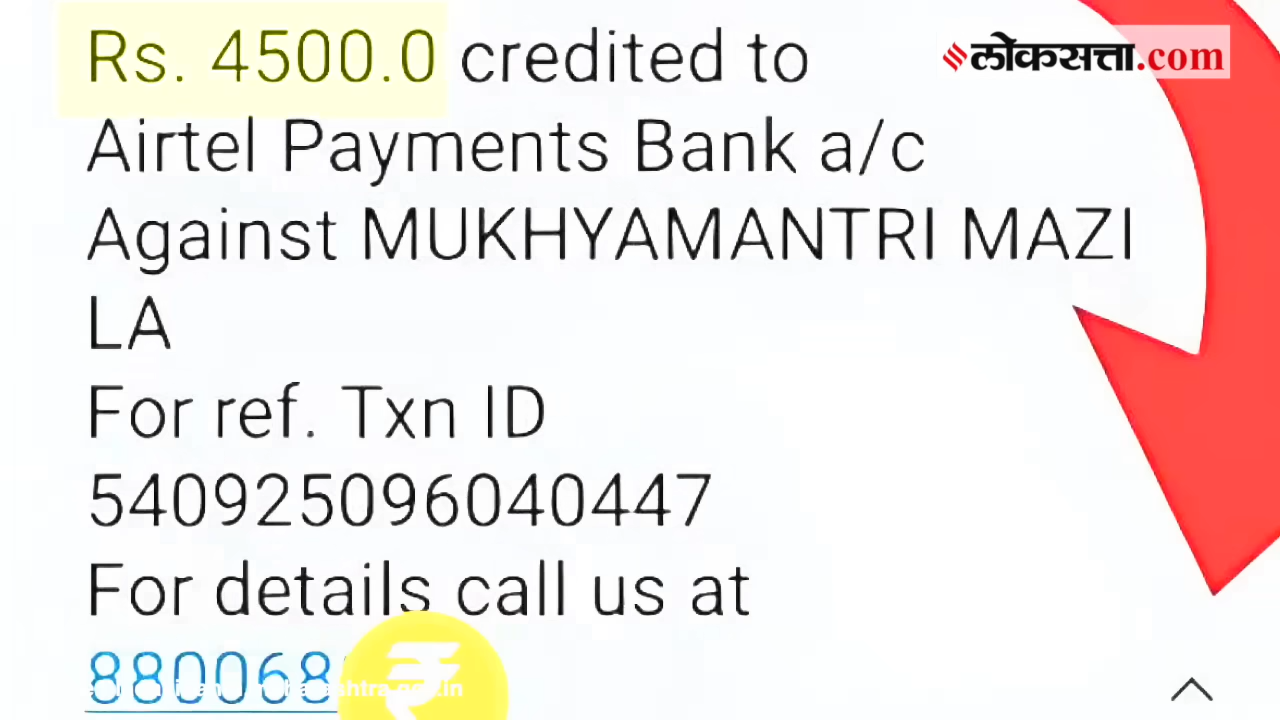 Rs. 4500.0 credited to
लोकसत्ता.com
Airtel Payments Bank a/c
Against MUKHYAMANTRI MAZI
LA
For ref. Txn ID
540925096040447
For details call us at
880068